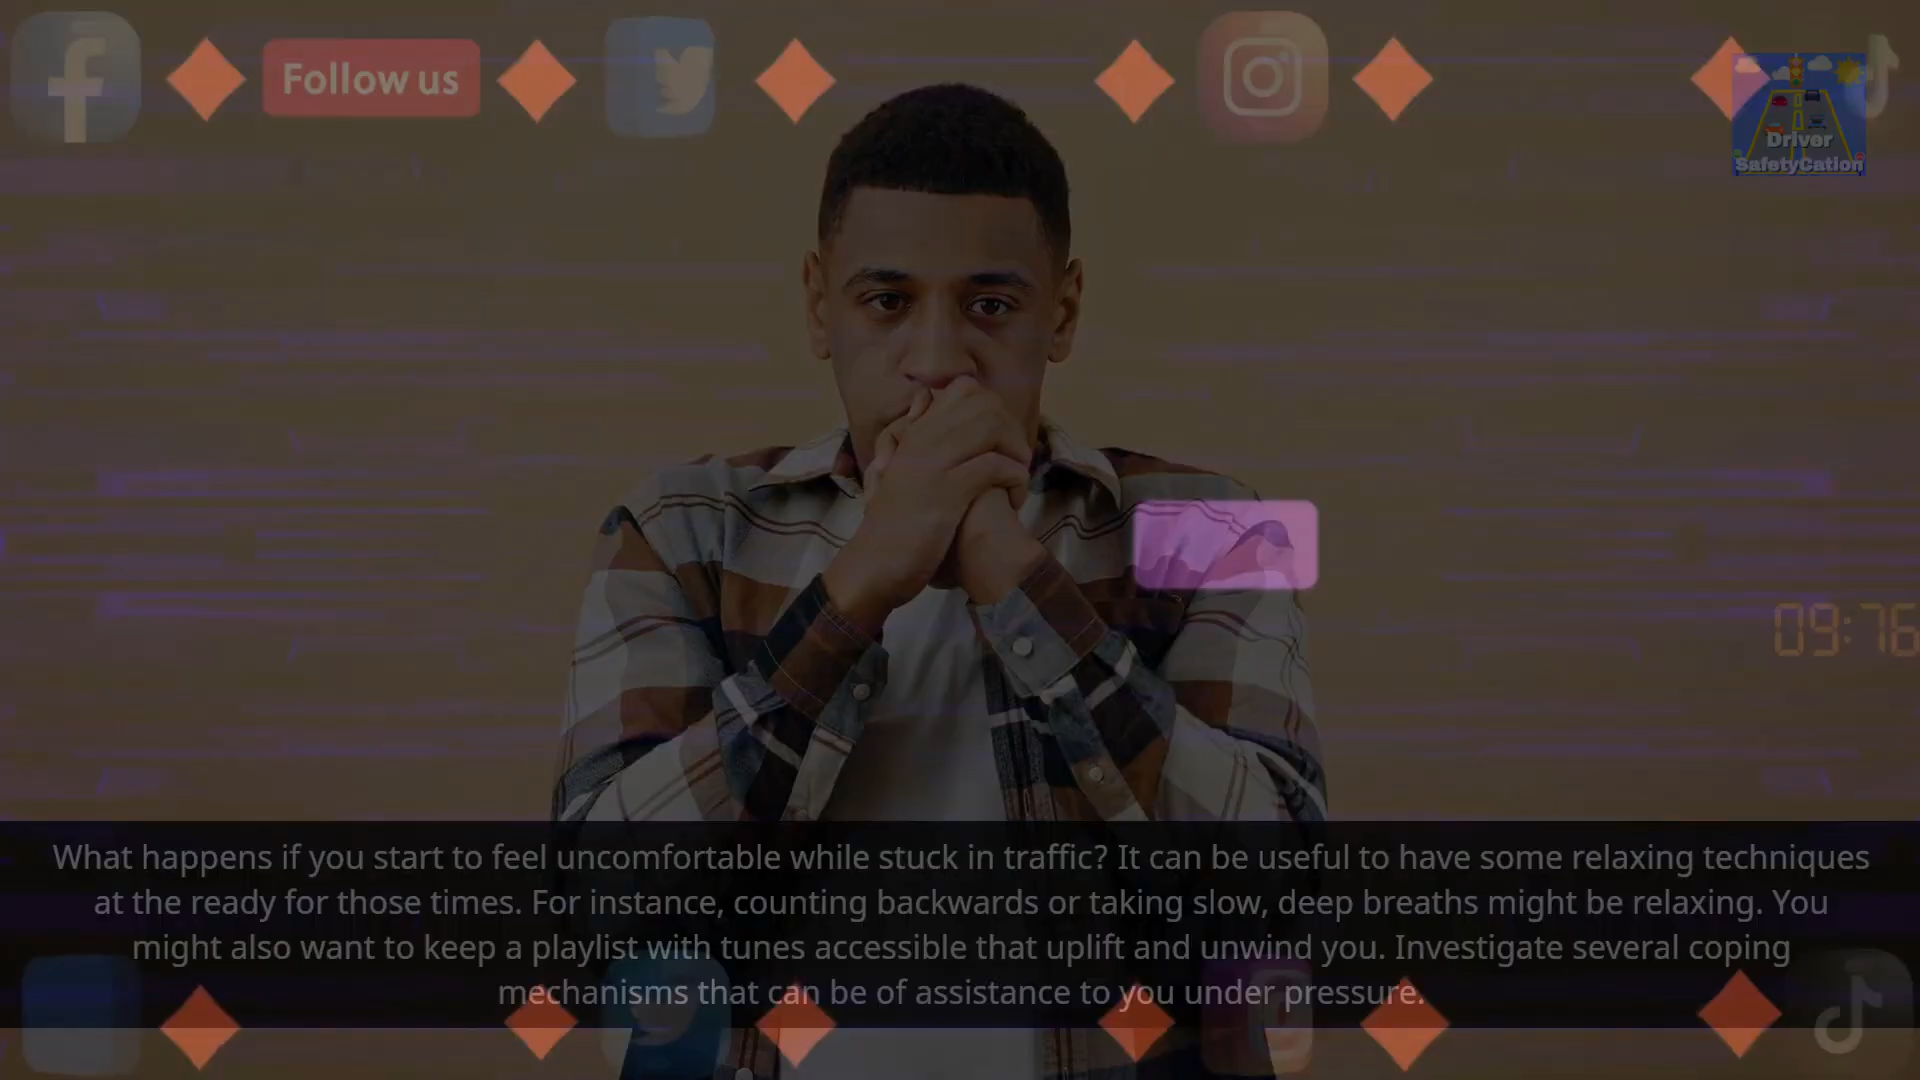 Follow us
Driver
SafetyCation
09:76
What happens if you start to feel uncomfortable while stuck in traffic? It can be useful to have some relaxing techniques
at the ready for those times. For instance, counting backwards or taking slow, deep breaths might be relaxing. You
might also want to keep a playlist with tunes accessible that uplift and unwind you. Investigate several coping
mechanisms that can be of assistance to you under pressure.